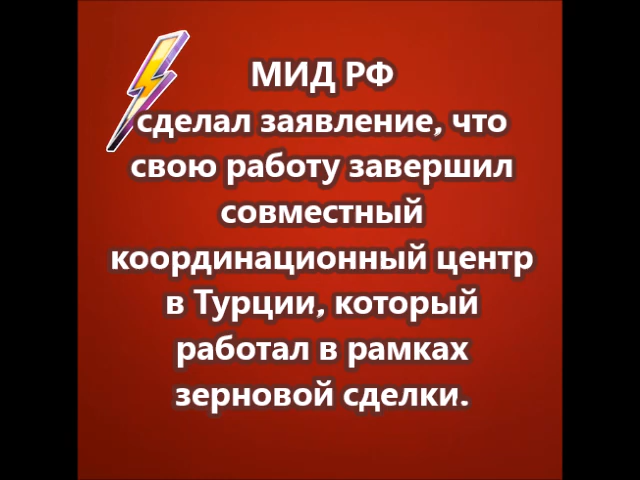 МИД РФ
сделал заявление, что
свою работу завершил
совместный
координационный центр
в Турции, который
работал в рамках
зерновой сделки.